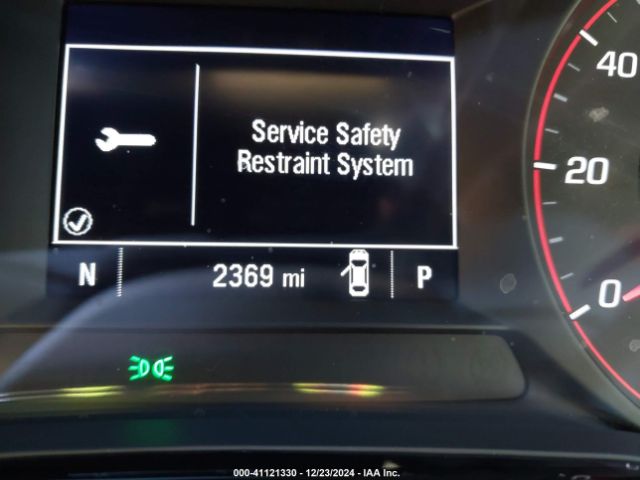 Service Safety
Restraint System
N 2369 mi P
40
20
0
000-41121330 - 12/23/2024 - IAA Inc.